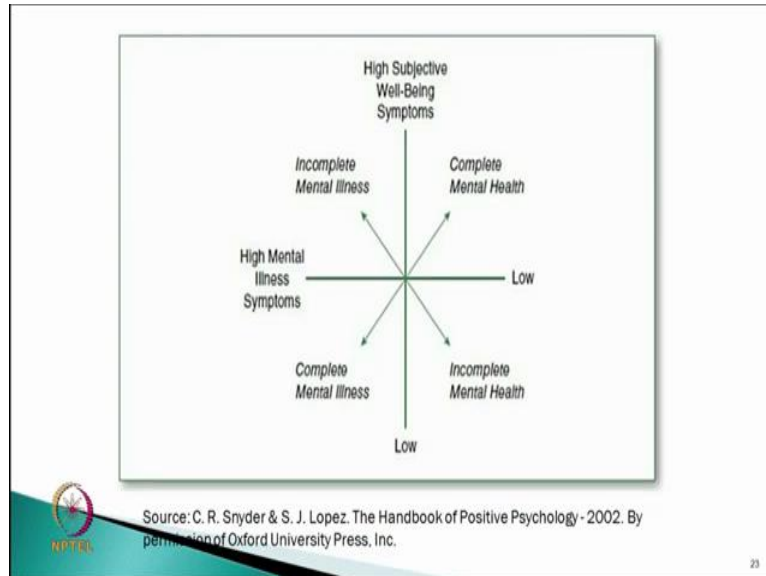 High Subjective
Well-Being
Symptoms
Incomplete
Mental Illness
Complete
Mental Health
High Mental
Illness
Symptoms
Low
Complete
Mental Illness
Incomplete
Mental Health
Low
Source: C. R. Snyder & S. J. Lopez. The Handbook of Positive Psychology - 2002. By
permission of Oxford University Press, Inc.
NPTEL
23